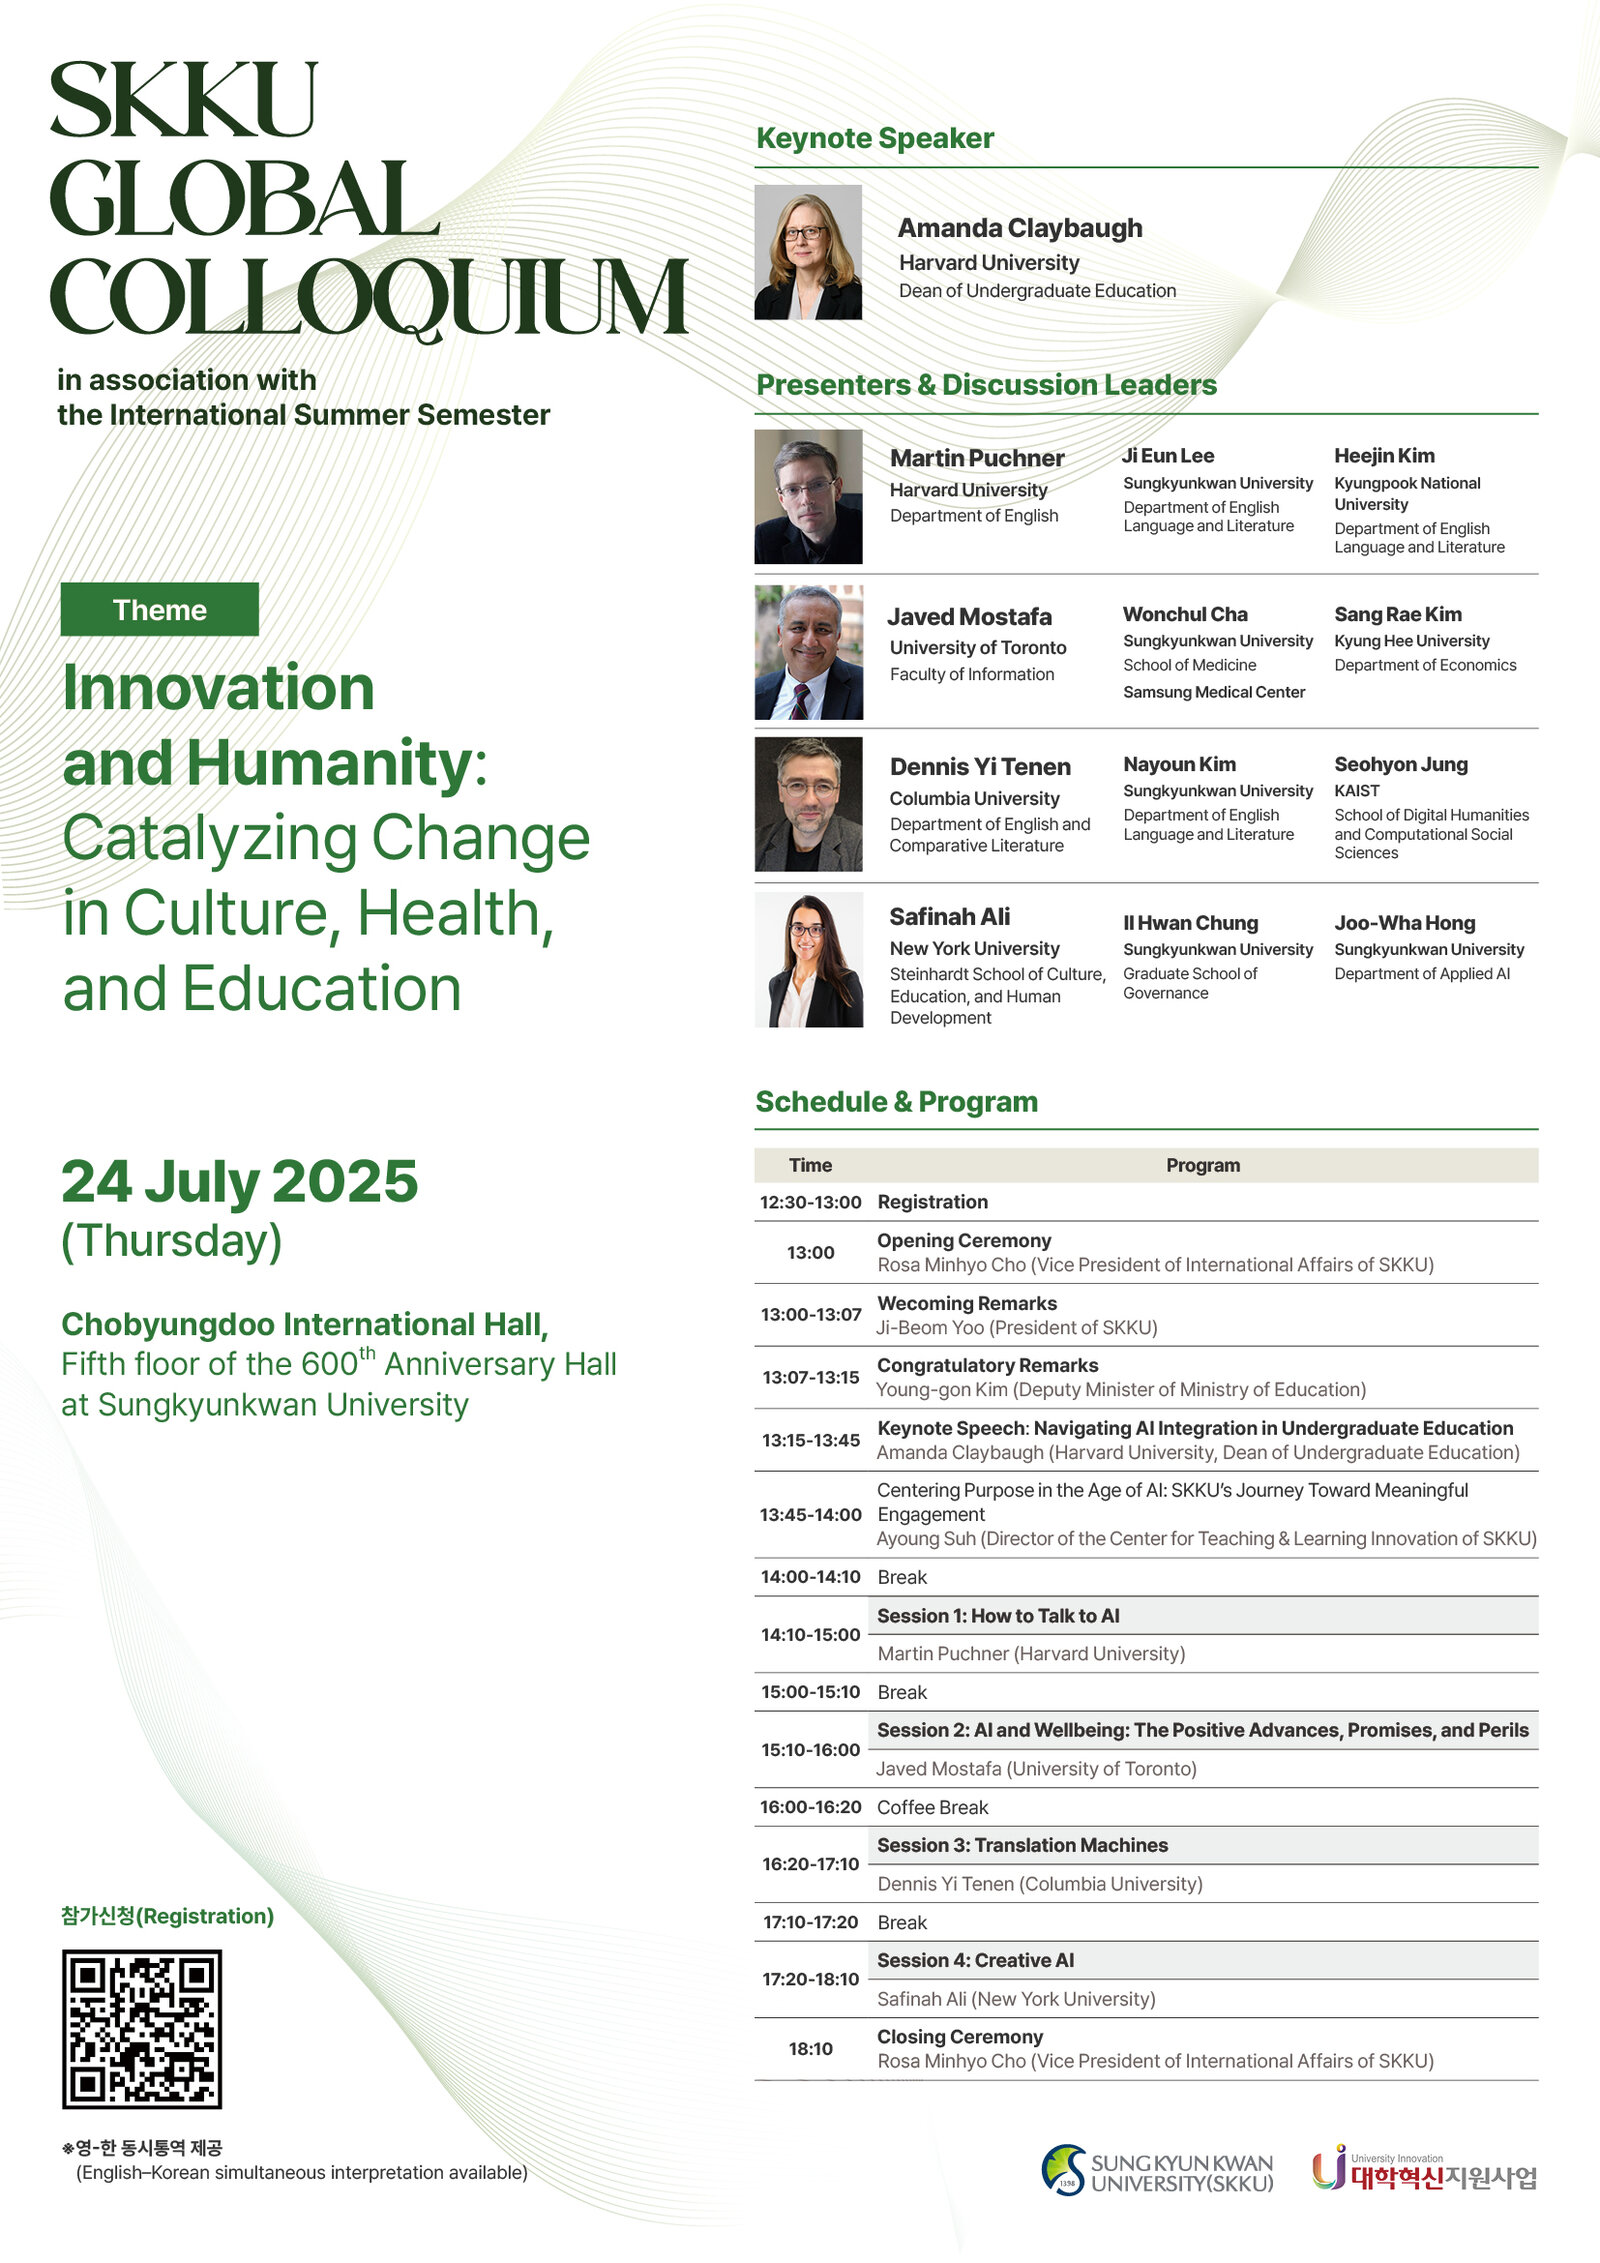 SKKU
GLOBAL
COLLOQUIUM
in association with
the International Summer Semester
Theme
Innovation
and Humanity:
Catalyzing Change
in Culture, Health,
and Education
24 July 2025
(Thursday)
Chobyungdoo International Hall,
Fifth floor of the 600th Anniversary Hall
at Sungkyunkwan University
참가신청(Registration)
※영-한 동시통역 제공
(English–Korean simultaneous interpretation available)
Keynote Speaker
Amanda Claybaugh
Harvard University
Dean of Undergraduate Education
Presenters & Discussion Leaders
Martin Puchner
Harvard University
Department of English
Ji Eun Lee
Sungkyunkwan University
Department of English
Language and Literature
Heejin Kim
Kyungpook National
University
Department of English
Language and Literature
Javed Mostafa
University of Toronto
Faculty of Information
Wonchul Cha
Sungkyunkwan University
School of Medicine
Samsung Medical Center
Sang Rae Kim
Kyung Hee University
Department of Economics
Dennis Yi Tenen
Columbia University
Department of English and
Comparative Literature
Nayoun Kim
Sungkyunkwan University
Department of English
Language and Literature
Seohyon Jung
KAIST
School of Digital Humanities
and Computational Social
Sciences
Safinah Ali
New York University
Steinhardt School of Culture,
Education, and Human
Development
Il Hwan Chung
Sungkyunkwan University
Graduate School of
Governance
Joo-Wha Hong
Sungkyunkwan University
Department of Applied AI
Schedule & Program
Time Program
12:30-13:00 Registration
13:00 Opening Ceremony
Rosa Minhyo Cho (Vice President of International Affairs of SKKU)
13:00-13:07 Wecoming Remarks
Ji-Beom Yoo (President of SKKU)
13:07-13:15 Congratulatory Remarks
Young-gon Kim (Deputy Minister of Ministry of Education)
13:15-13:45 Keynote Speech: Navigating AI Integration in Undergraduate Education
Amanda Claybaugh (Harvard University, Dean of Undergraduate Education)
13:45-14:00 Centering Purpose in the Age of AI: SKKU's Journey Toward Meaningful
Engagement
Ayoung Suh (Director of the Center for Teaching & Learning Innovation of SKKU)
14:00-14:10 Break
14:10-15:00 Session 1: How to Talk to AI
Martin Puchner (Harvard University)
15:00-15:10 Break
15:10-16:00 Session 2: AI and Wellbeing: The Positive Advances, Promises, and Perils
Javed Mostafa (University of Toronto)
16:00-16:20 Coffee Break
16:20-17:10 Session 3: Translation Machines
Dennis Yi Tenen (Columbia University)
17:10-17:20 Break
17:20-18:10 Session 4: Creative AI
Safinah Ali (New York University)
18:10 Closing Ceremony
Rosa Minhyo Cho (Vice President of International Affairs of SKKU)
1398
SUNG KYUN KWAN
UNIVERSITY(SKKU)
University Innovation
대학혁신지원사업